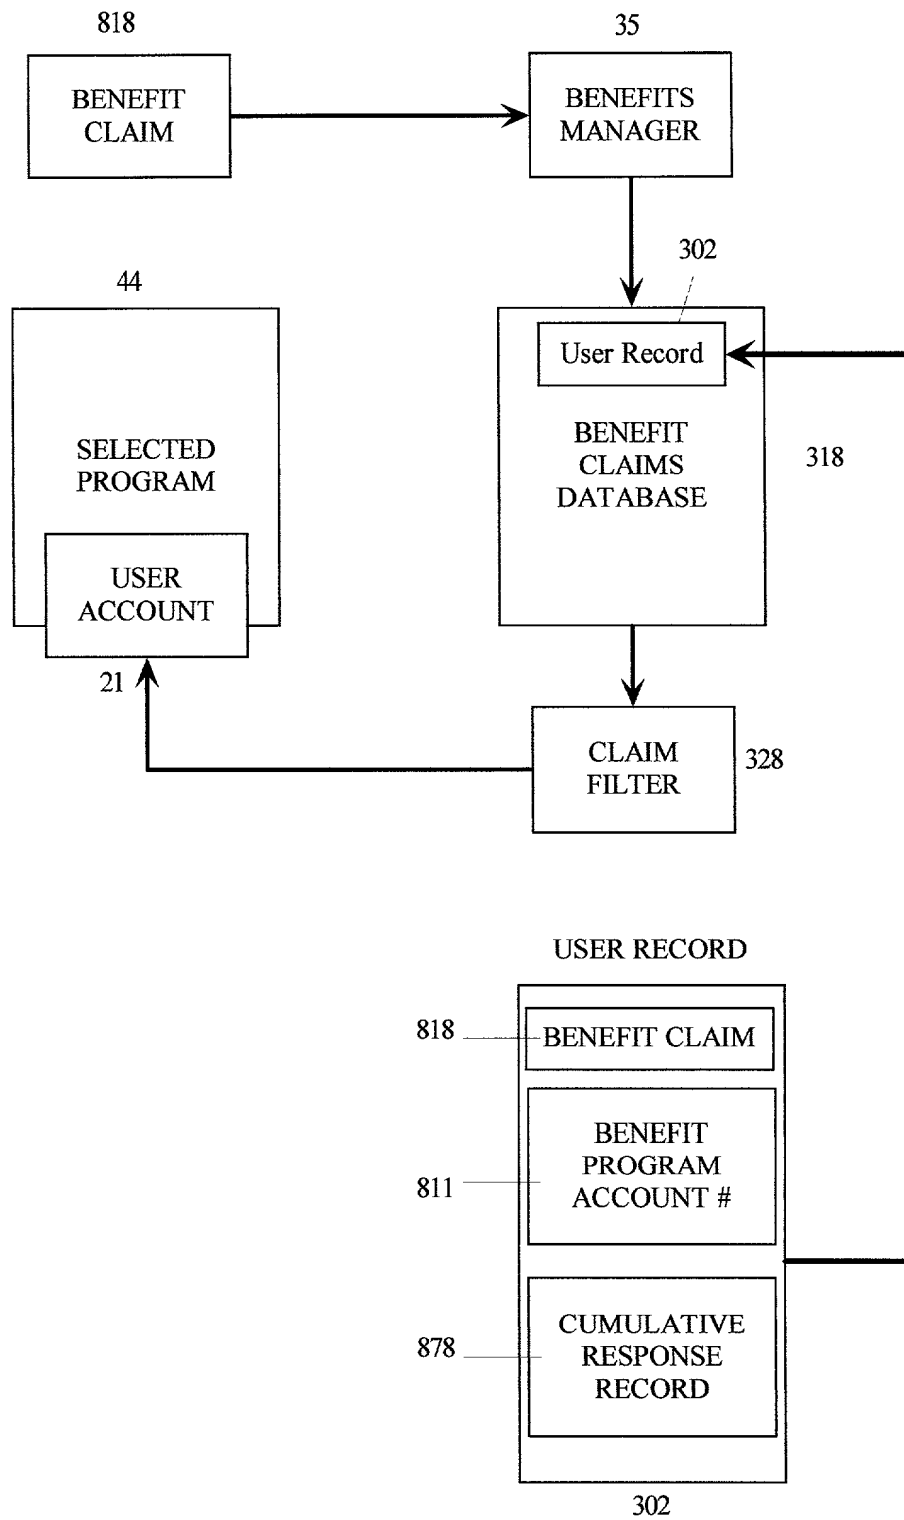 818
35
BENEFIT
CLAIM
BENEFITS
MANAGER
302
44
User Record
SELECTED
PROGRAM
BENEFIT
CLAIMS
DATABASE
318
USER
ACCOUNT
21
CLAIM
FILTER
328
USER RECORD
818
BENEFIT CLAIM
811
BENEFIT
PROGRAM
ACCOUNT #
878
CUMULATIVE
RESPONSE
RECORD
302